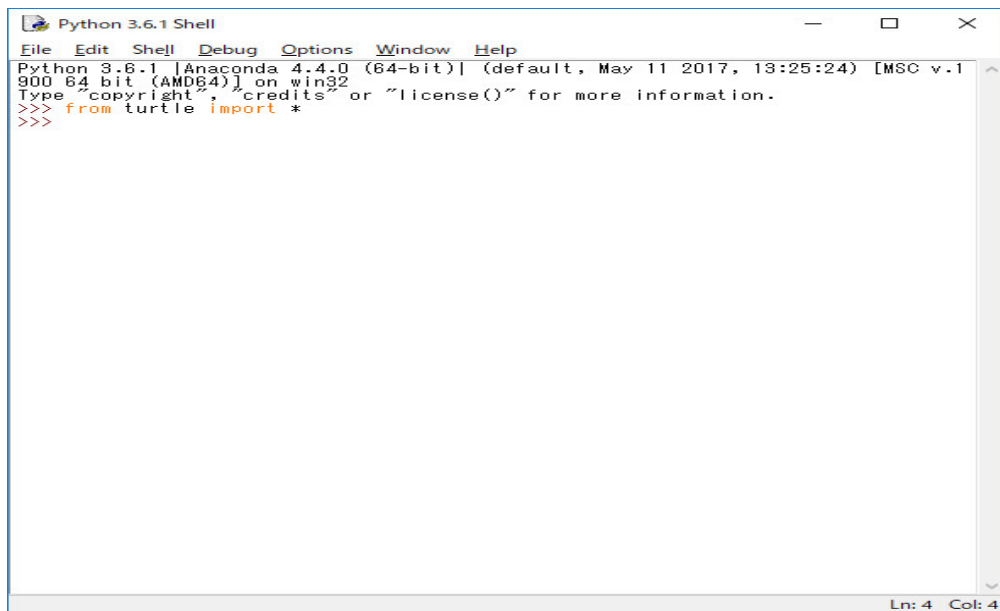 Python 3.6.1 Shell
File Edit Shell Debug Options Window Help
Python 3.6.1 |Anaconda 4.4.0 (64-bit)| (default, May 11 2017, 13:25:24) [MSC v.1
900 64 bit (AMD64)] on win32
Type "copyright", "credits" or "license()" for more information.
>>> from turtle import *
>>>
Ln: 4 Col: 4